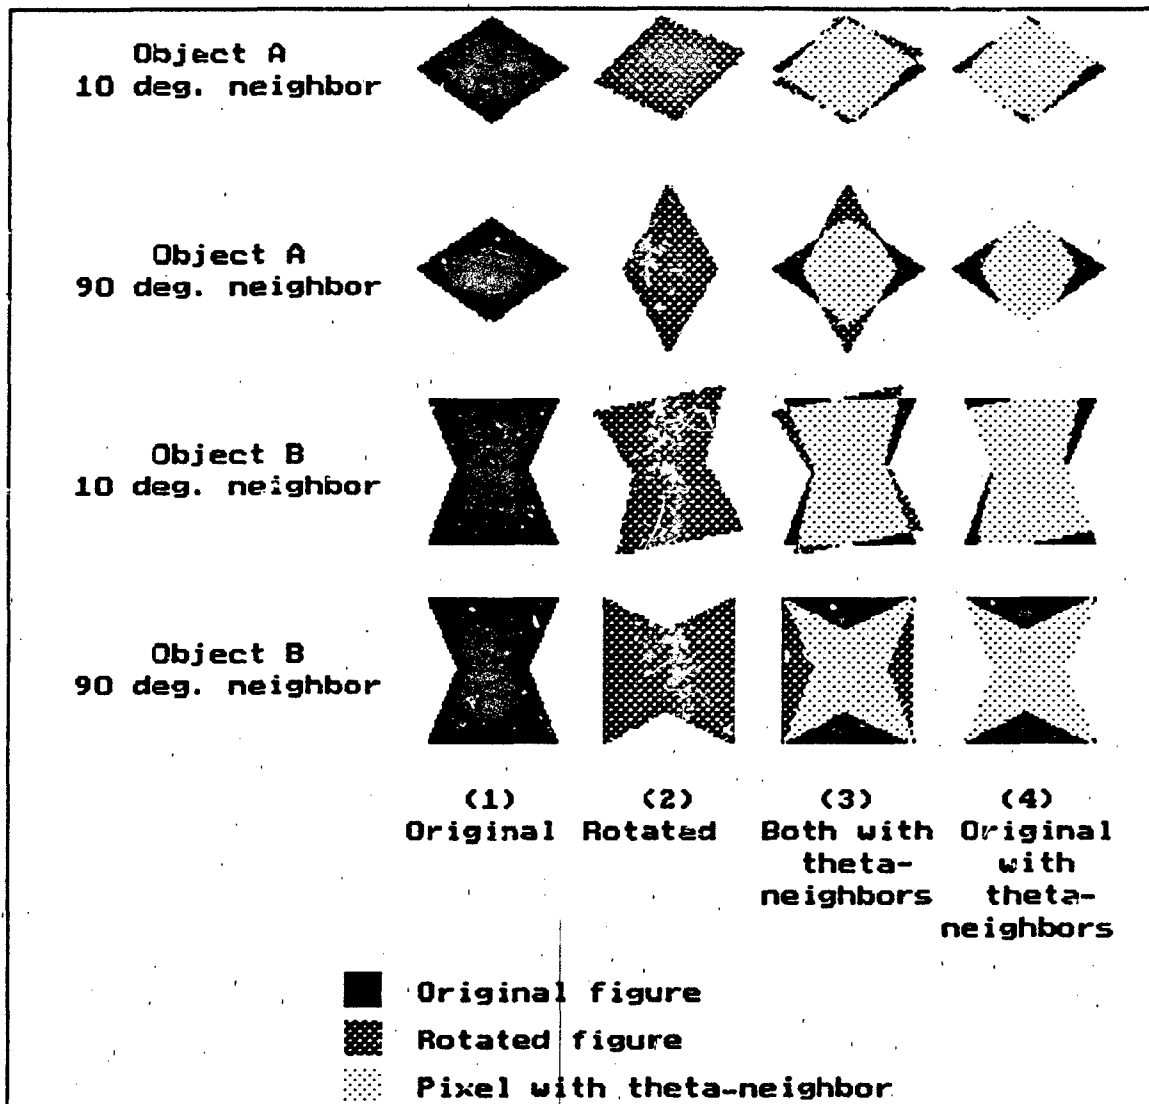 Object A
10 deg. neighbor
Object A
90 deg. neighbor
Object B
10 deg. neighbor
Object B
90 deg. neighbor
(1) (2) (3) (4)
Original Rotated Both with Original
theta- with
neighbors theta-
neighbors
Original figure
Rotated figure
Pixel with theta-neighbor